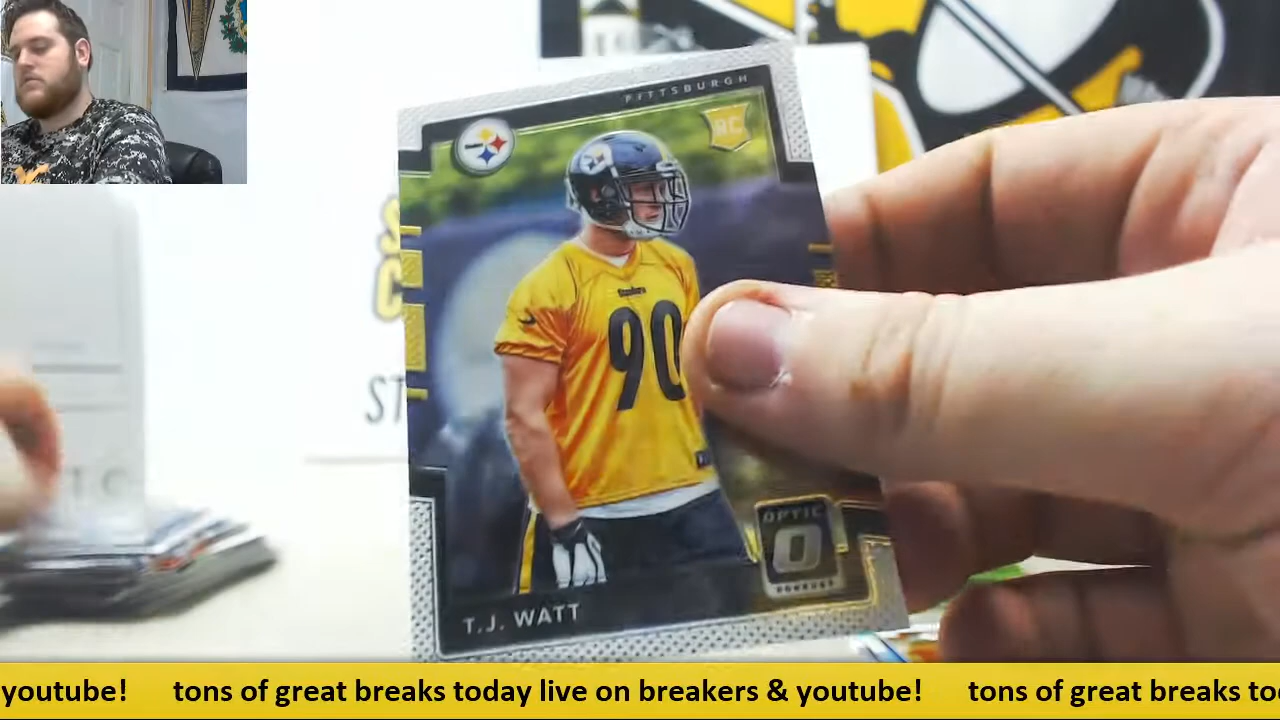 PITTSBURGH
RC
Steelers
90
ST
OPTIC
O
DONRUSS
T.J. WATT
youtube! tons of great breaks today live on breakers & youtube! tons of great breaks to